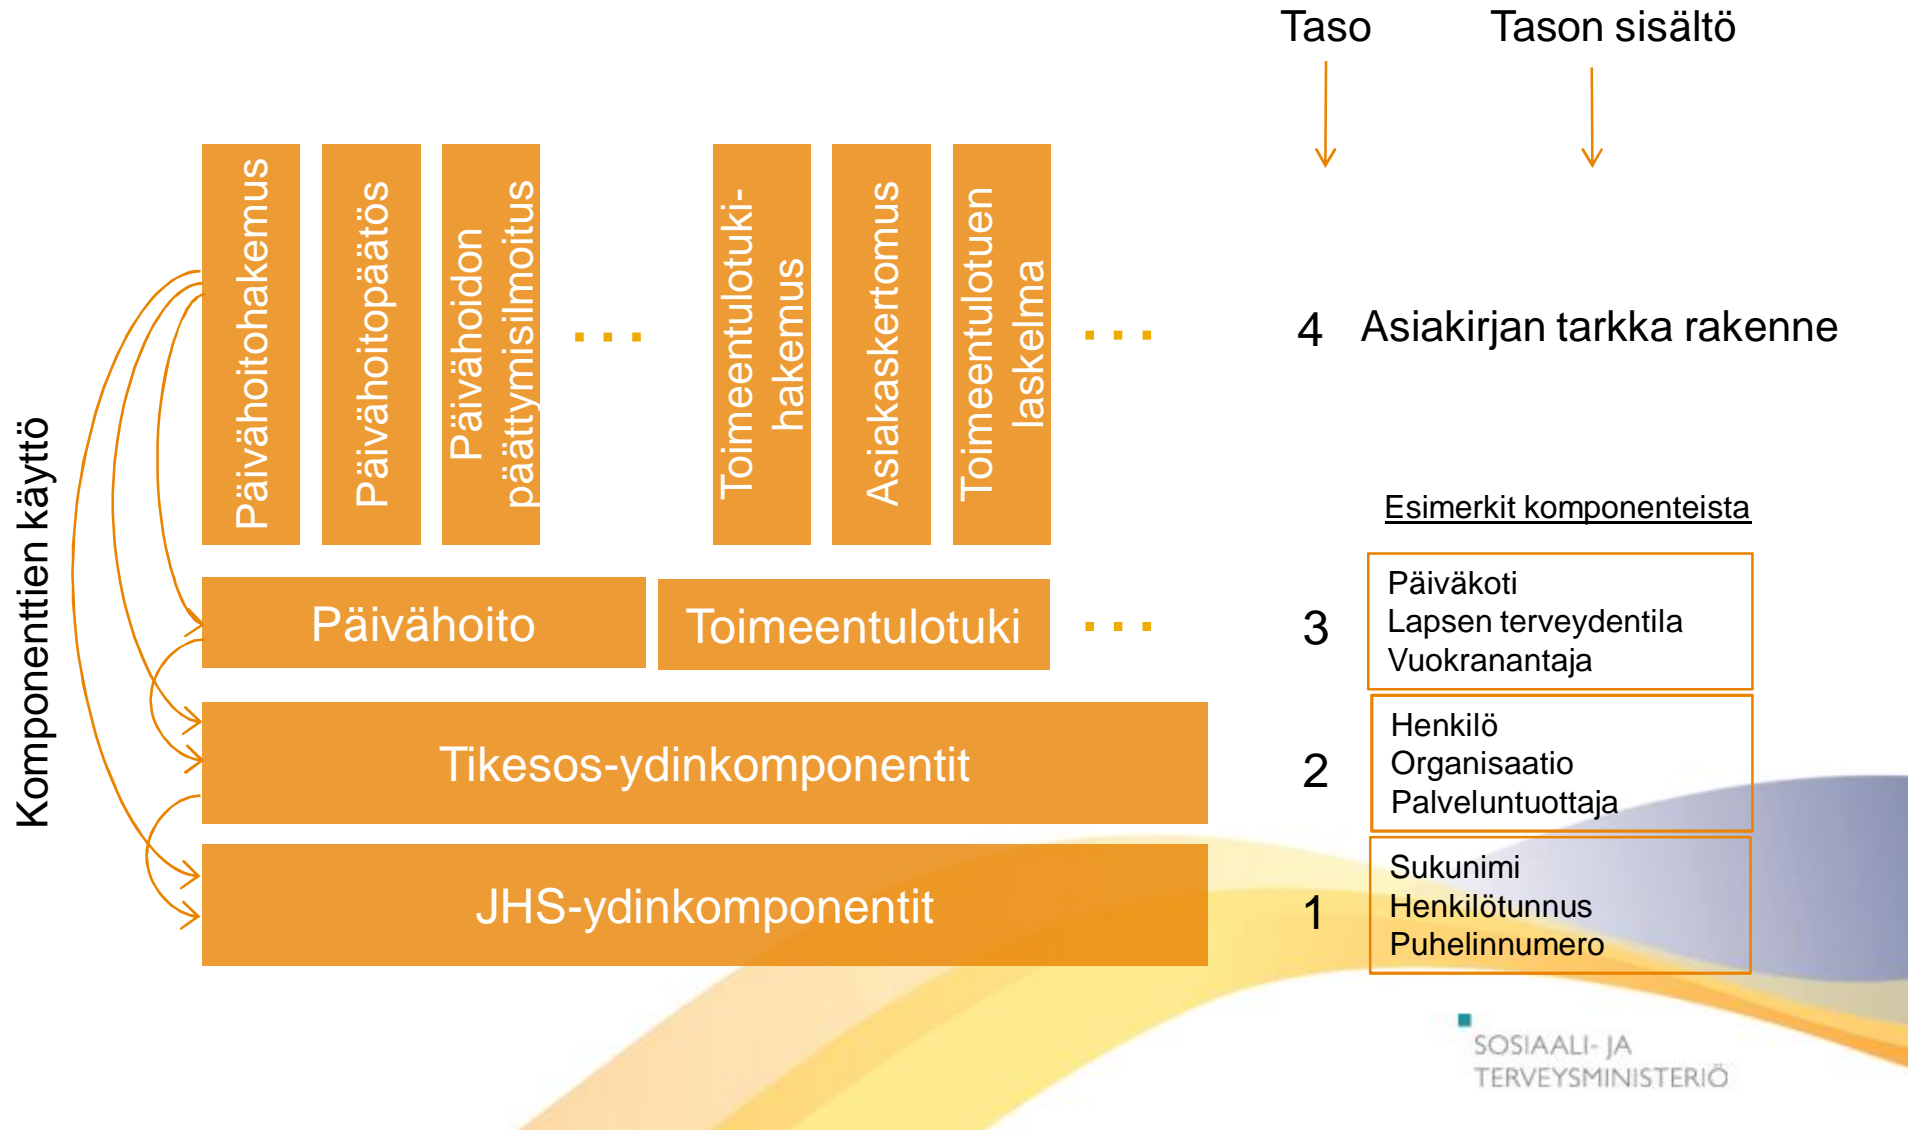 Taso
Tason sisältö
Päivähoitohakemus
Päivähoitopäätös
Päivähoidon
päättymisilmoitus
...
Toimeentulotuki-
hakemus
Asiakaskertomus
Toimeentulotuen
laskelma
...
4
Asiakirjan tarkka rakenne
Komponenttien käyttö
Esimerkit komponenteista
Päivähoito
Toimeentulotuki
...
3
Päiväkoti
Lapsen terveydentila
Vuokranantaja
Tikesos-ydinkomponentit
2
Henkilö
Organisaatio
Palveluntuottaja
JHS-ydinkomponentit
1
Sukunimi
Henkilötunnus
Puhelinnumero
SOSIAALI- JA
TERVEYSMINISTERIÖ